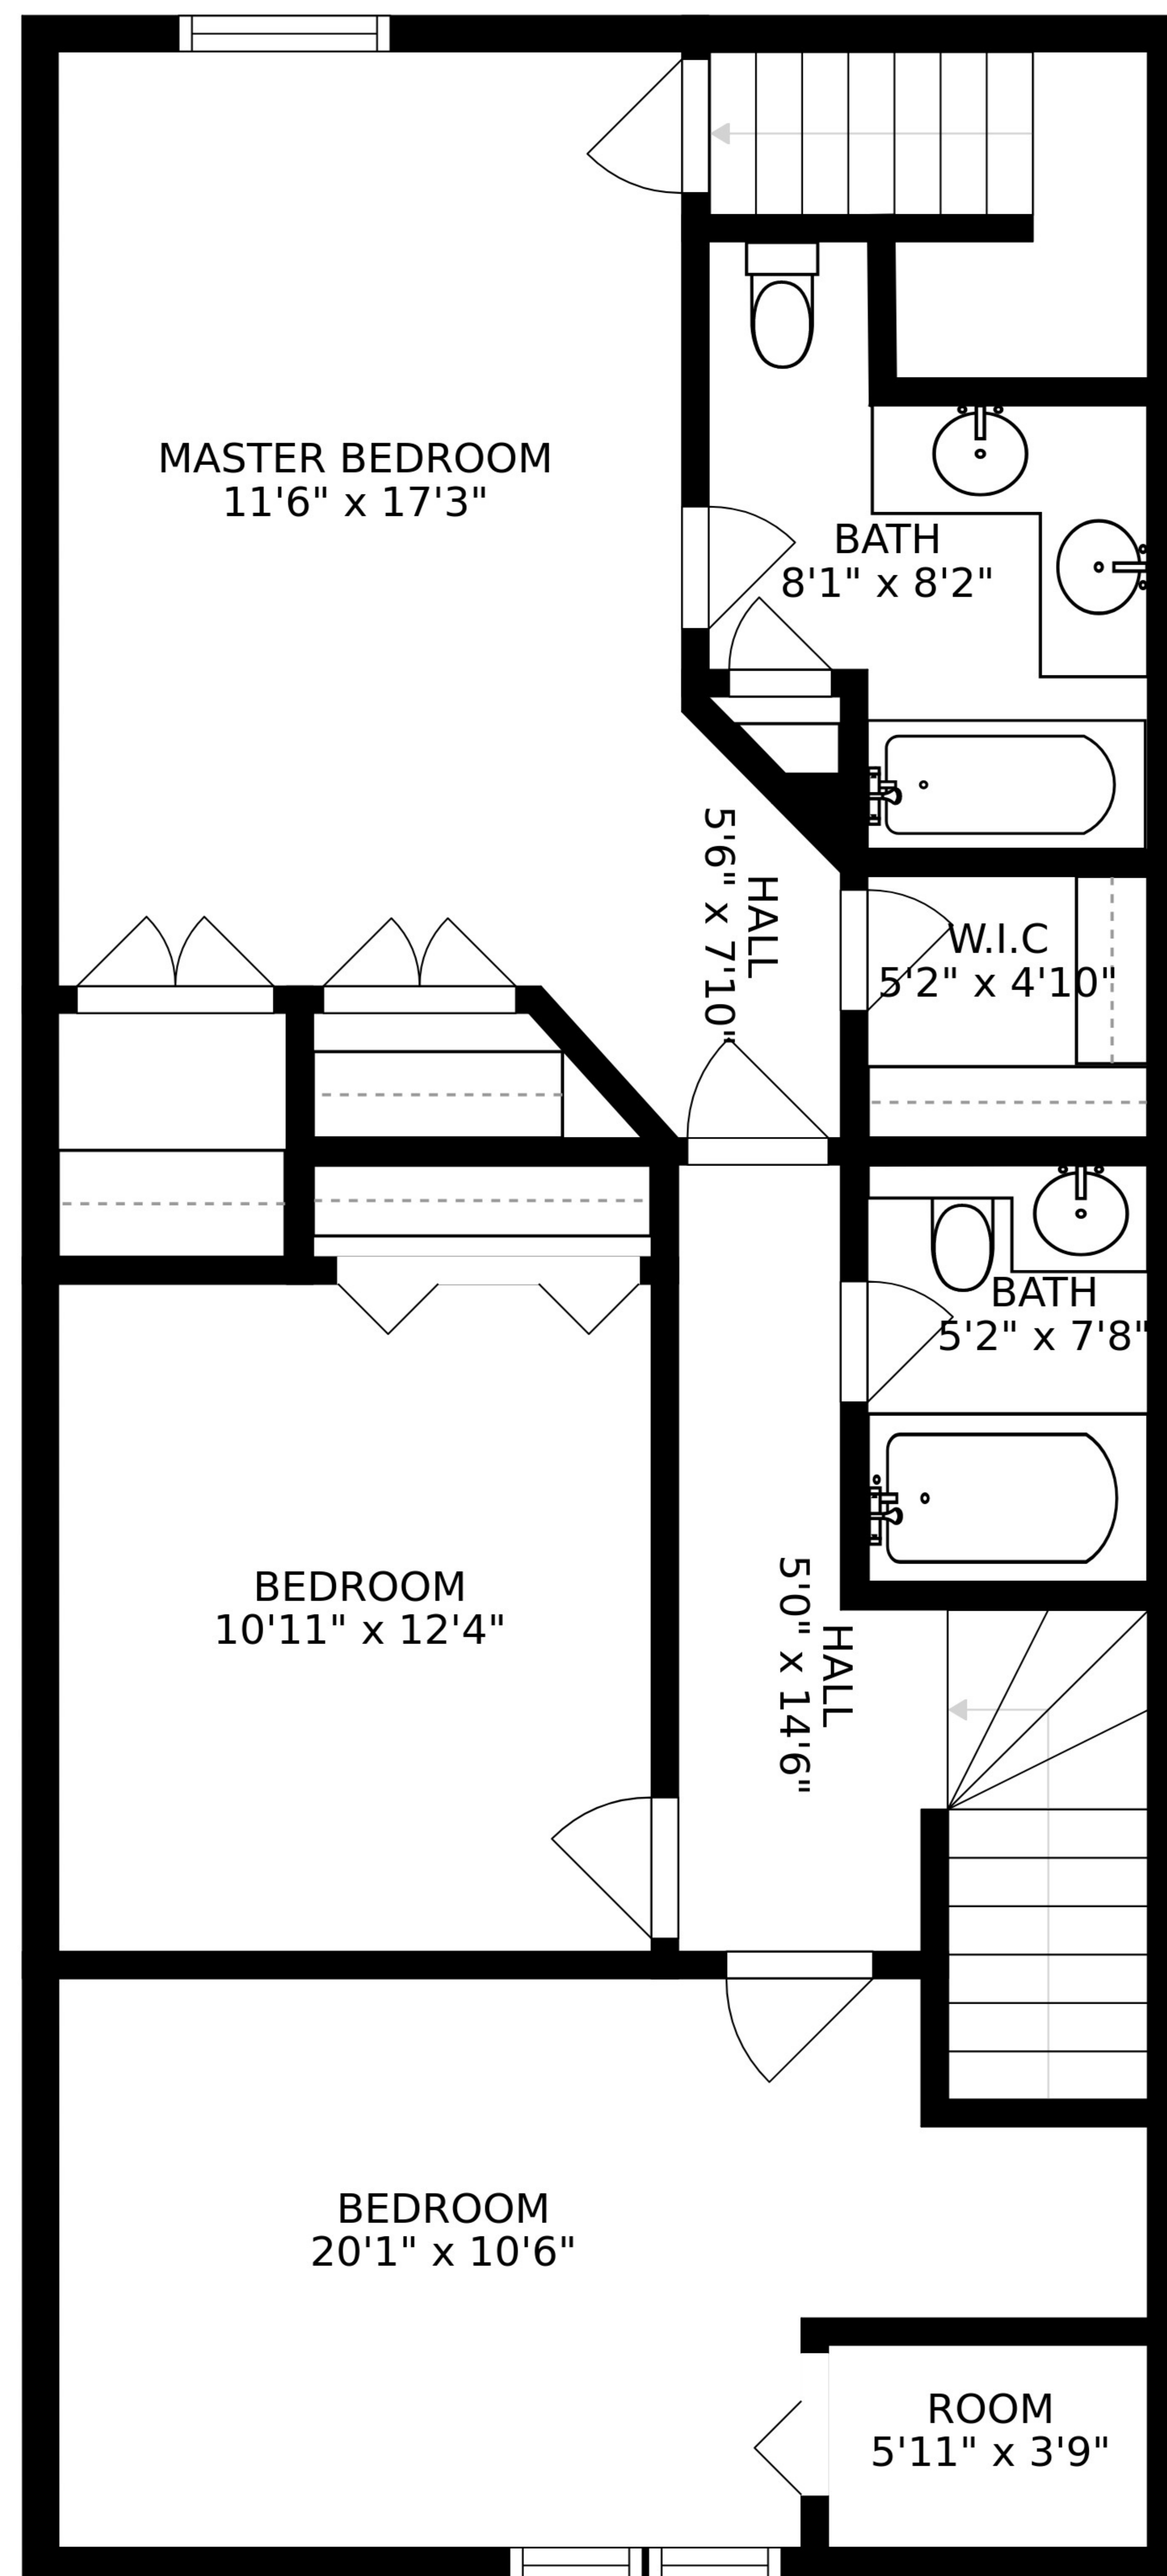 MASTER BEDROOM
11'6" x 17'3"
BATH
8'1" x 8'2"
HALL
5'6" x 7'10"
W.I.C
5'2" x 4'10"
BATH
5'2" x 7'8"
BEDROOM
10'11" x 12'4"
HALL
5'0" x 14'6"
BEDROOM
20'1" x 10'6"
ROOM
5'11" x 3'9"